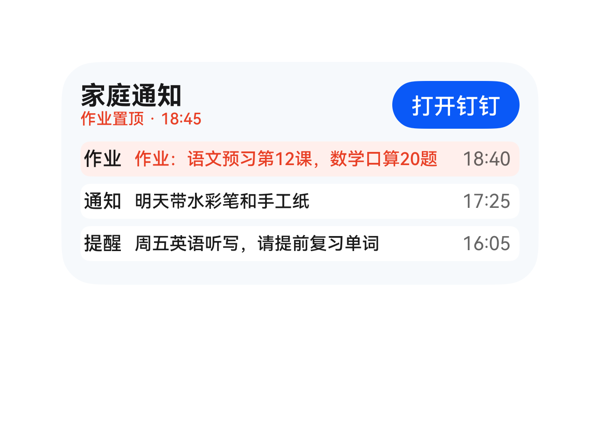 家庭通知
作业置顶 · 18:45
打开钉钉
作业 作业：语文预习第12课，数学口算20题 18:40
通知 明天带水彩笔和手工纸 17:25
提醒 周五英语听写，请提前复习单词 16:05